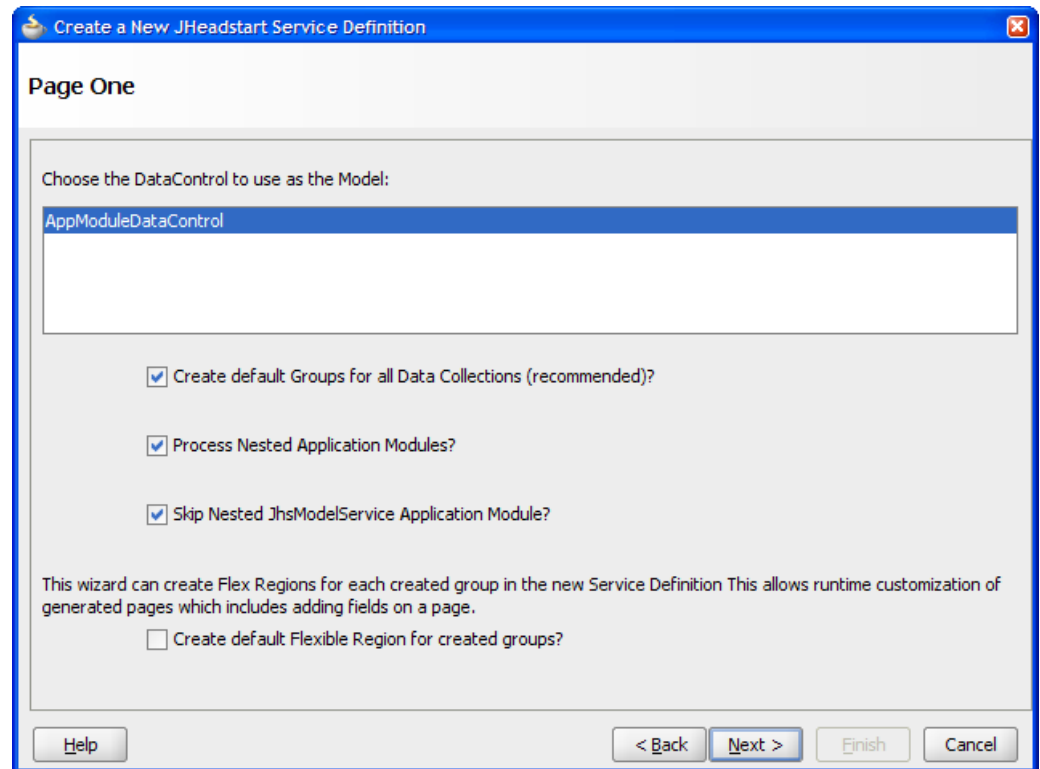 Create a New JHeadstart Service Definition
Page One
Choose the DataControl to use as the Model:
AppModuleDataControl
Create default Groups for all Data Collections (recommended)?
Process Nested Application Modules?
Skip Nested JhsModelService Application Module?
This wizard can create Flex Regions for each created group in the new Service Definition This allows runtime customization of
generated pages which includes adding fields on a page.
Create default Flexible Region for created groups?
Help
< Back
Next >
Finish
Cancel